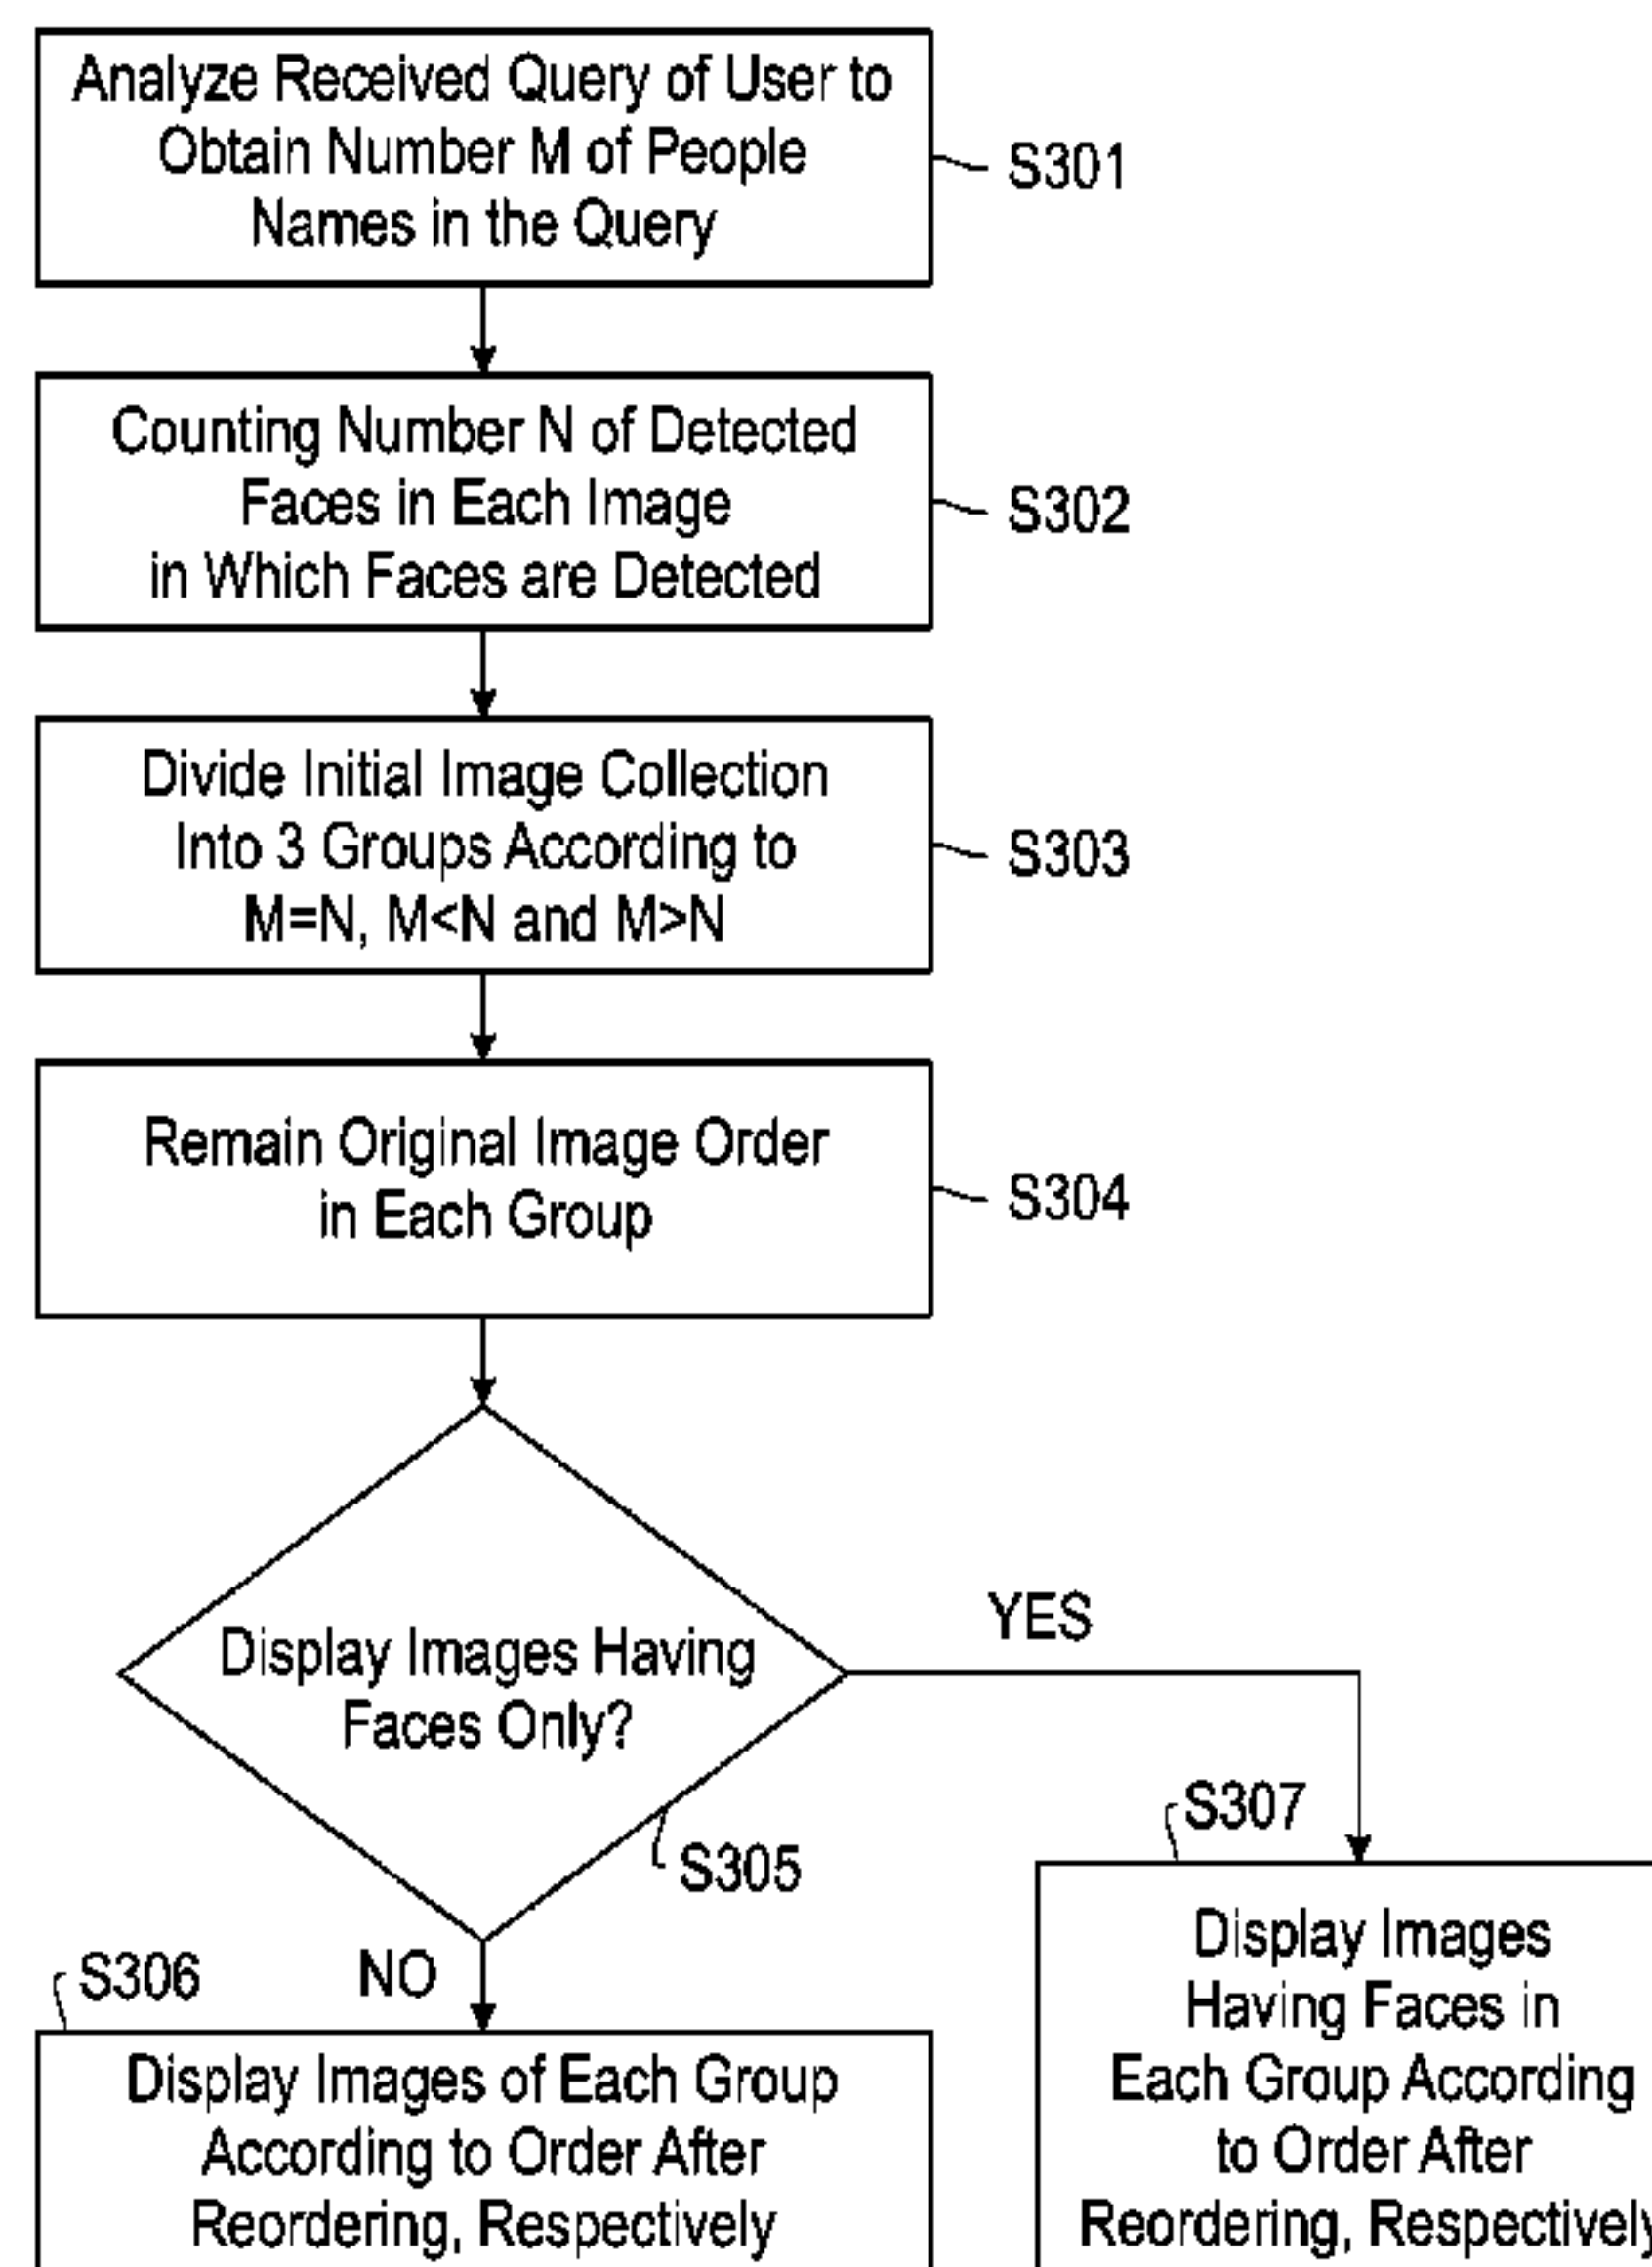 Analyze Received Query of User to
Obtain Number M of People
Names in the Query
S301
Counting Number N of Detected
Faces in Each Image
in Which Faces are Detected
S302
Divide Initial Image Collection
Into 3 Groups According to
M=N, M<N and M>N
S303
Remain Original Image Order
in Each Group
S304
Display Images Having
Faces Only?
YES
S305
S307
NO
S306
Display Images of Each Group
According to Order After
Reordering, Respectively
Display Images
Having Faces in
Each Group According
to Order After
Reordering, Respectively